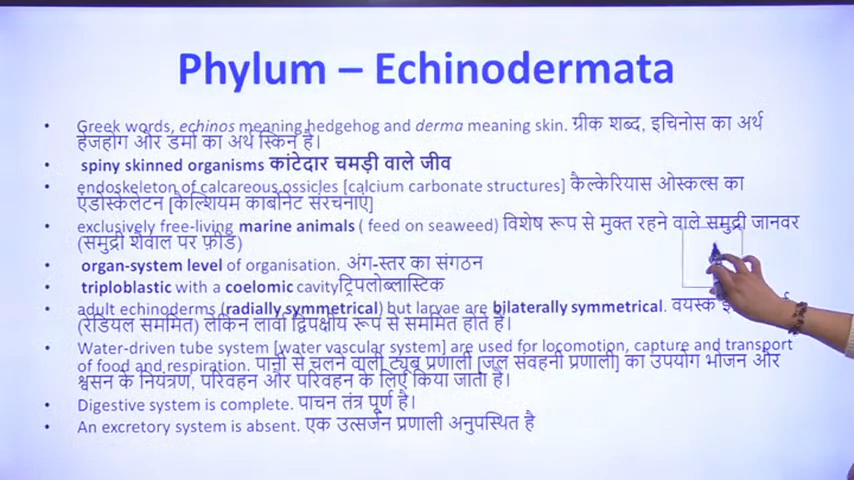 Phylum – Echinodermata
• Greek words, echinos meaning hedgehog and derma meaning skin. ग्रीक शब्द, इचिनोस का अर्थ
हेजहोग और डर्मा का अर्थ स्किन है।
• spiny skinned organisms कांटेदार चमड़ी वाले जीव
• endoskeleton of calcareous ossicles [calcium carbonate structures] कैल्केरियास ओस्कल्स का
एंडोस्केलेटन [केल्शियम कार्बोनेट संरचनाएं]
• exclusively free-living marine animals ( feed on seaweed) विशेष रूप से मुक्त रहने वाले समुद्री जानवर
(समुद्री शैवाल पर फ़ीड)
• organ-system level of organisation. अंग-स्तर का संगठन
• triploblastic with a coelomic cavityट्रिपलोब्लास्टिक
• adult echinoderms (radially symmetrical) but larvae are bilaterally symmetrical. वयस्क
(रेडियल सममित) लेकिन लार्वा द्विपक्षीय रूप से सममित होते हैं।
• Water-driven tube system [water vascular system] are used for locomotion, capture and transport
of food and respiration. पानी से चलने वाली ट्यूब प्रणाली [जल संवहनी प्रणाली] का उपयोग भोजन और
श्वसन के नियंत्रण, परिवहन और परिवहन के लिए किया जाता है।
• Digestive system is complete. पाचन तंत्र पूर्ण है।
• An excretory system is absent. एक उत्सर्जन प्रणाली अनुपस्थित है